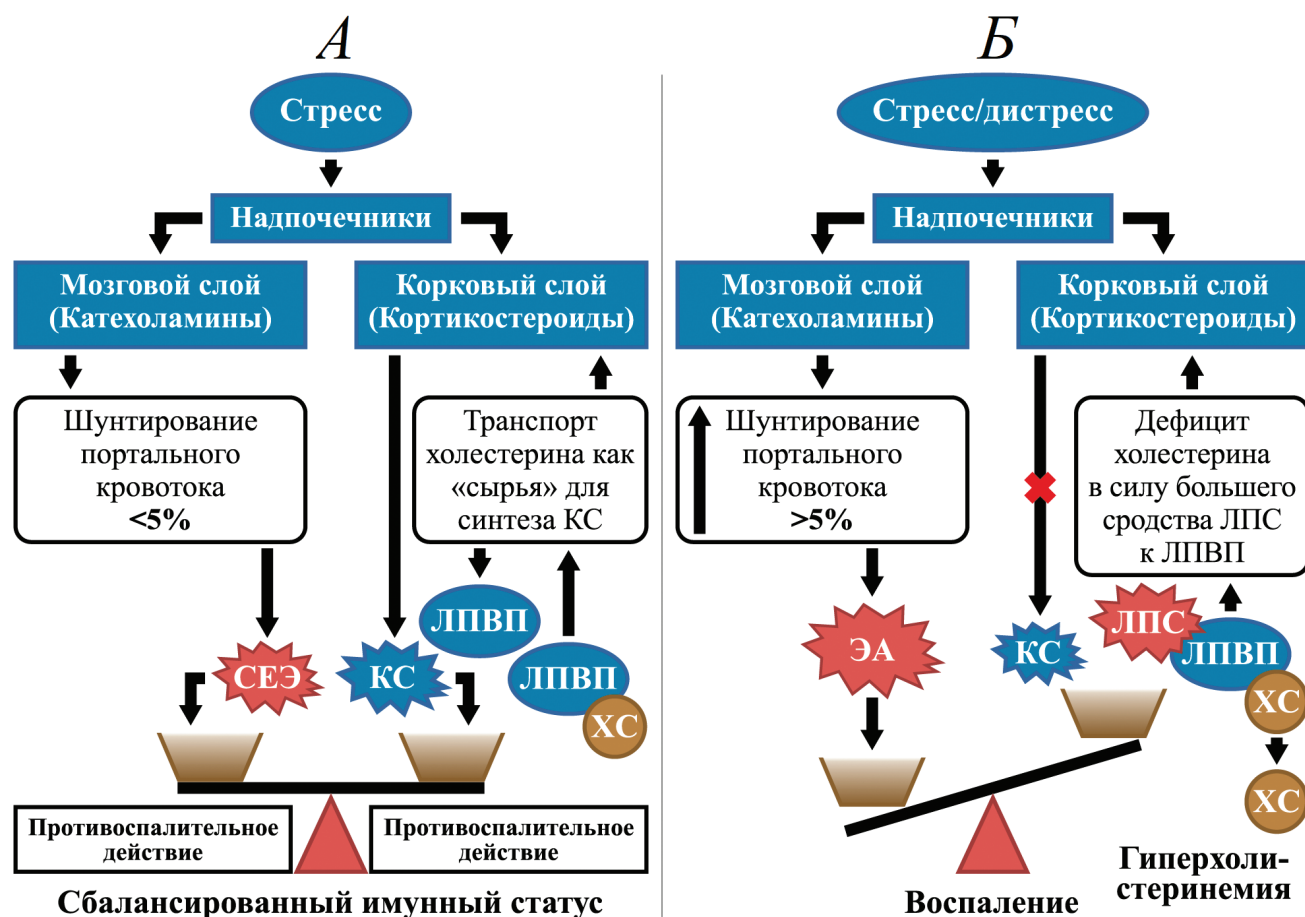 А
Стресс
Надпочечники
Мозговой слой
(Катехоламины)
Корковый слой
(Кортикостероиды)
Шунтирование
портального
кровотока
<5%
Транспорт
холестерина как
«сырья» для
синтеза КС
ЛПВП
СЕЭ
КС
ЛПВП
ХС
Противоспалительное
действие
Противоспалительное
действие
Сбалансированный имунный статус
Б
Стресс/дистресс
Надпочечники
Мозговой слой
(Катехоламины)
Корковый слой
(Кортикостероиды)
Шунтирование
портального
кровотока
>5%
Дефицит
холестерина
в силу большего
сродства ЛПС
к ЛПВП
ЭА
КС
ЛПС
ЛПВП
ХС
ХС
Воспаление
Гиперхоли-
стеринемия